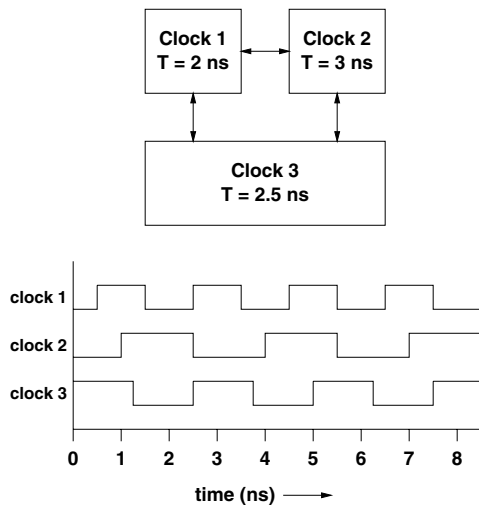 Clock 1
T = 2 ns
Clock 2
T = 3 ns
Clock 3
T = 2.5 ns
clock 1
clock 2
clock 3
0 1 2 3 4 5 6 7 8
time (ns)